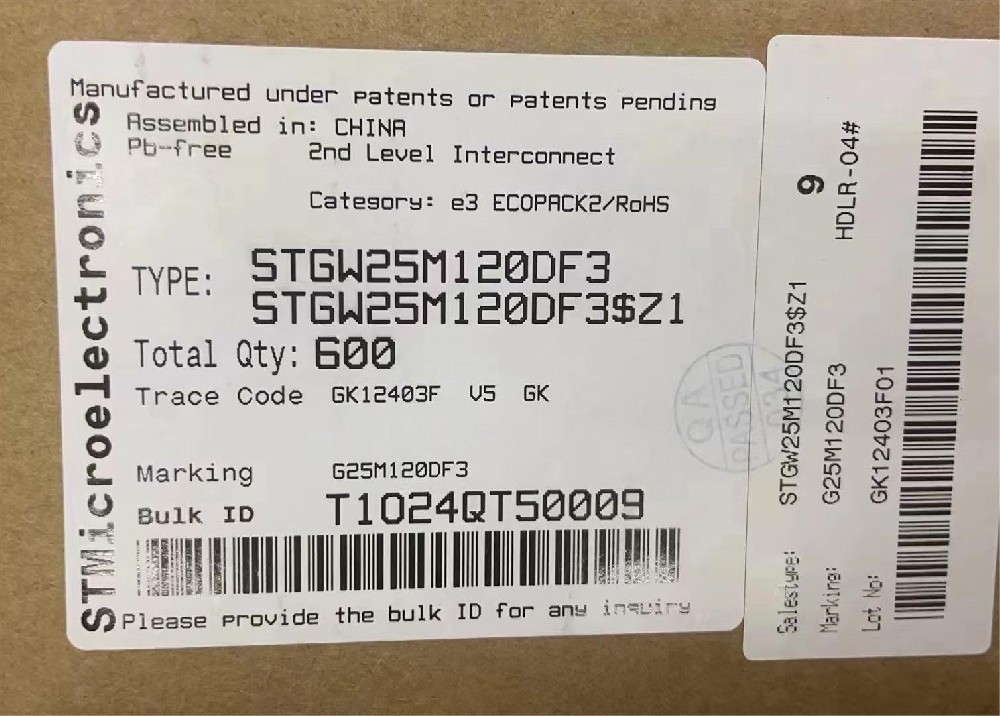 STMicroelectronics
Manufactured under patents or patents pending
Assembled in: CHINA
Pb-free 2nd Level Interconnect
Category: e3 ECOPACK2/RoHS
TYPE: STGW25M120DF3
STGW25M120DF3$Z1
Total Qty: 600
Trace Code GK12403F V5 GK
Marking G25M120DF3
Bulk ID T1024QT50009
Please provide the bulk ID for any inquiry
QA
PASSED
034
9
HDLR-04#
Salestype: STGW25M120DF3$Z1
Marking: G25M120DF3
Lot No: GK12403F01